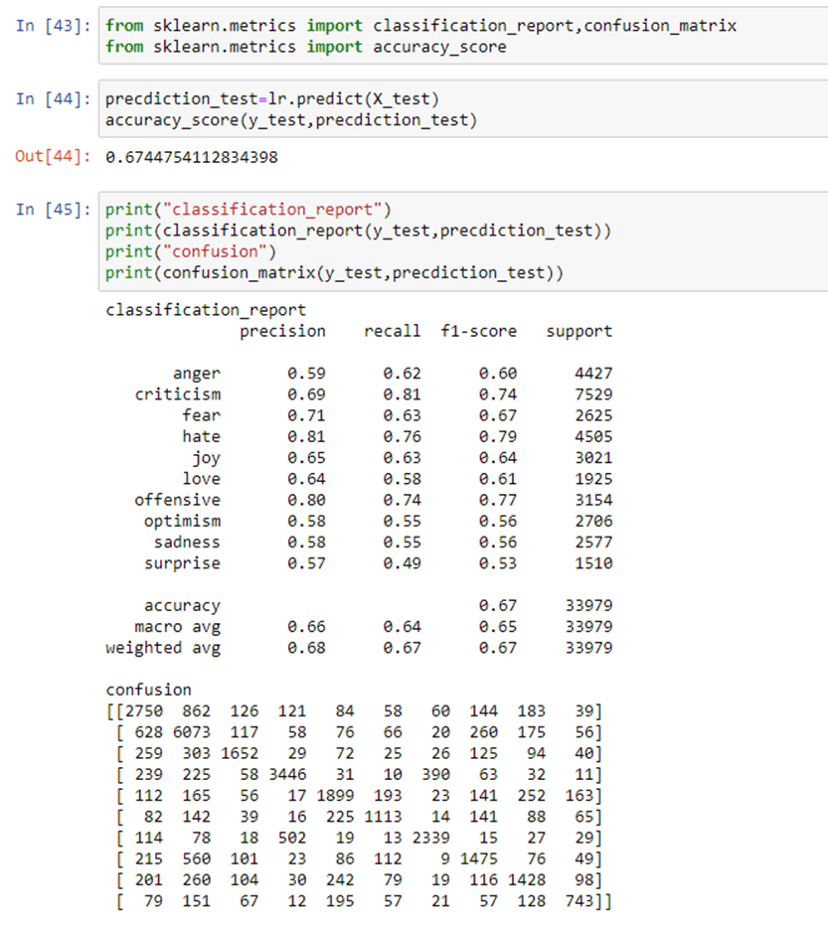 In [43]: from sklearn.metrics import classification_report,confusion_matrix
from sklearn.metrics import accuracy_score
In [44]: precdiction_test=lr.predict(X_test)
accuracy_score(y_test,precdiction_test)
Out[44]: 0.6744754112834398
In [45]: print("classification_report")
print(classification_report(y_test,precdiction_test))
print("confusion")
print(confusion_matrix(y_test,precdiction_test))
classification_report
precision recall f1-score support
anger 0.59 0.62 0.60 4427
criticism 0.69 0.81 0.74 7529
fear 0.71 0.63 0.67 2625
hate 0.81 0.76 0.79 4505
joy 0.65 0.63 0.64 3021
love 0.64 0.58 0.61 1925
offensive 0.80 0.74 0.77 3154
optimism 0.58 0.55 0.56 2706
sadness 0.58 0.55 0.56 2577
surprise 0.57 0.49 0.53 1510
accuracy 0.67 33979
macro avg 0.66 0.64 0.65 33979
weighted avg 0.68 0.67 0.67 33979
confusion
[[2750 862 126 121 84 58 60 144 183 39]
[ 628 6073 117 58 76 66 20 260 175 56]
[ 259 303 1652 29 72 25 26 125 94 40]
[ 239 225 58 3446 31 10 390 63 32 11]
[ 112 165 56 17 1899 193 23 141 252 163]
[ 82 142 39 16 225 1113 14 141 88 65]
[ 114 78 18 502 19 13 2339 15 27 29]
[ 215 560 101 23 86 112 9 1475 76 49]
[ 201 260 104 30 242 79 19 116 1428 98]
[ 79 151 67 12 195 57 21 57 128 743]]